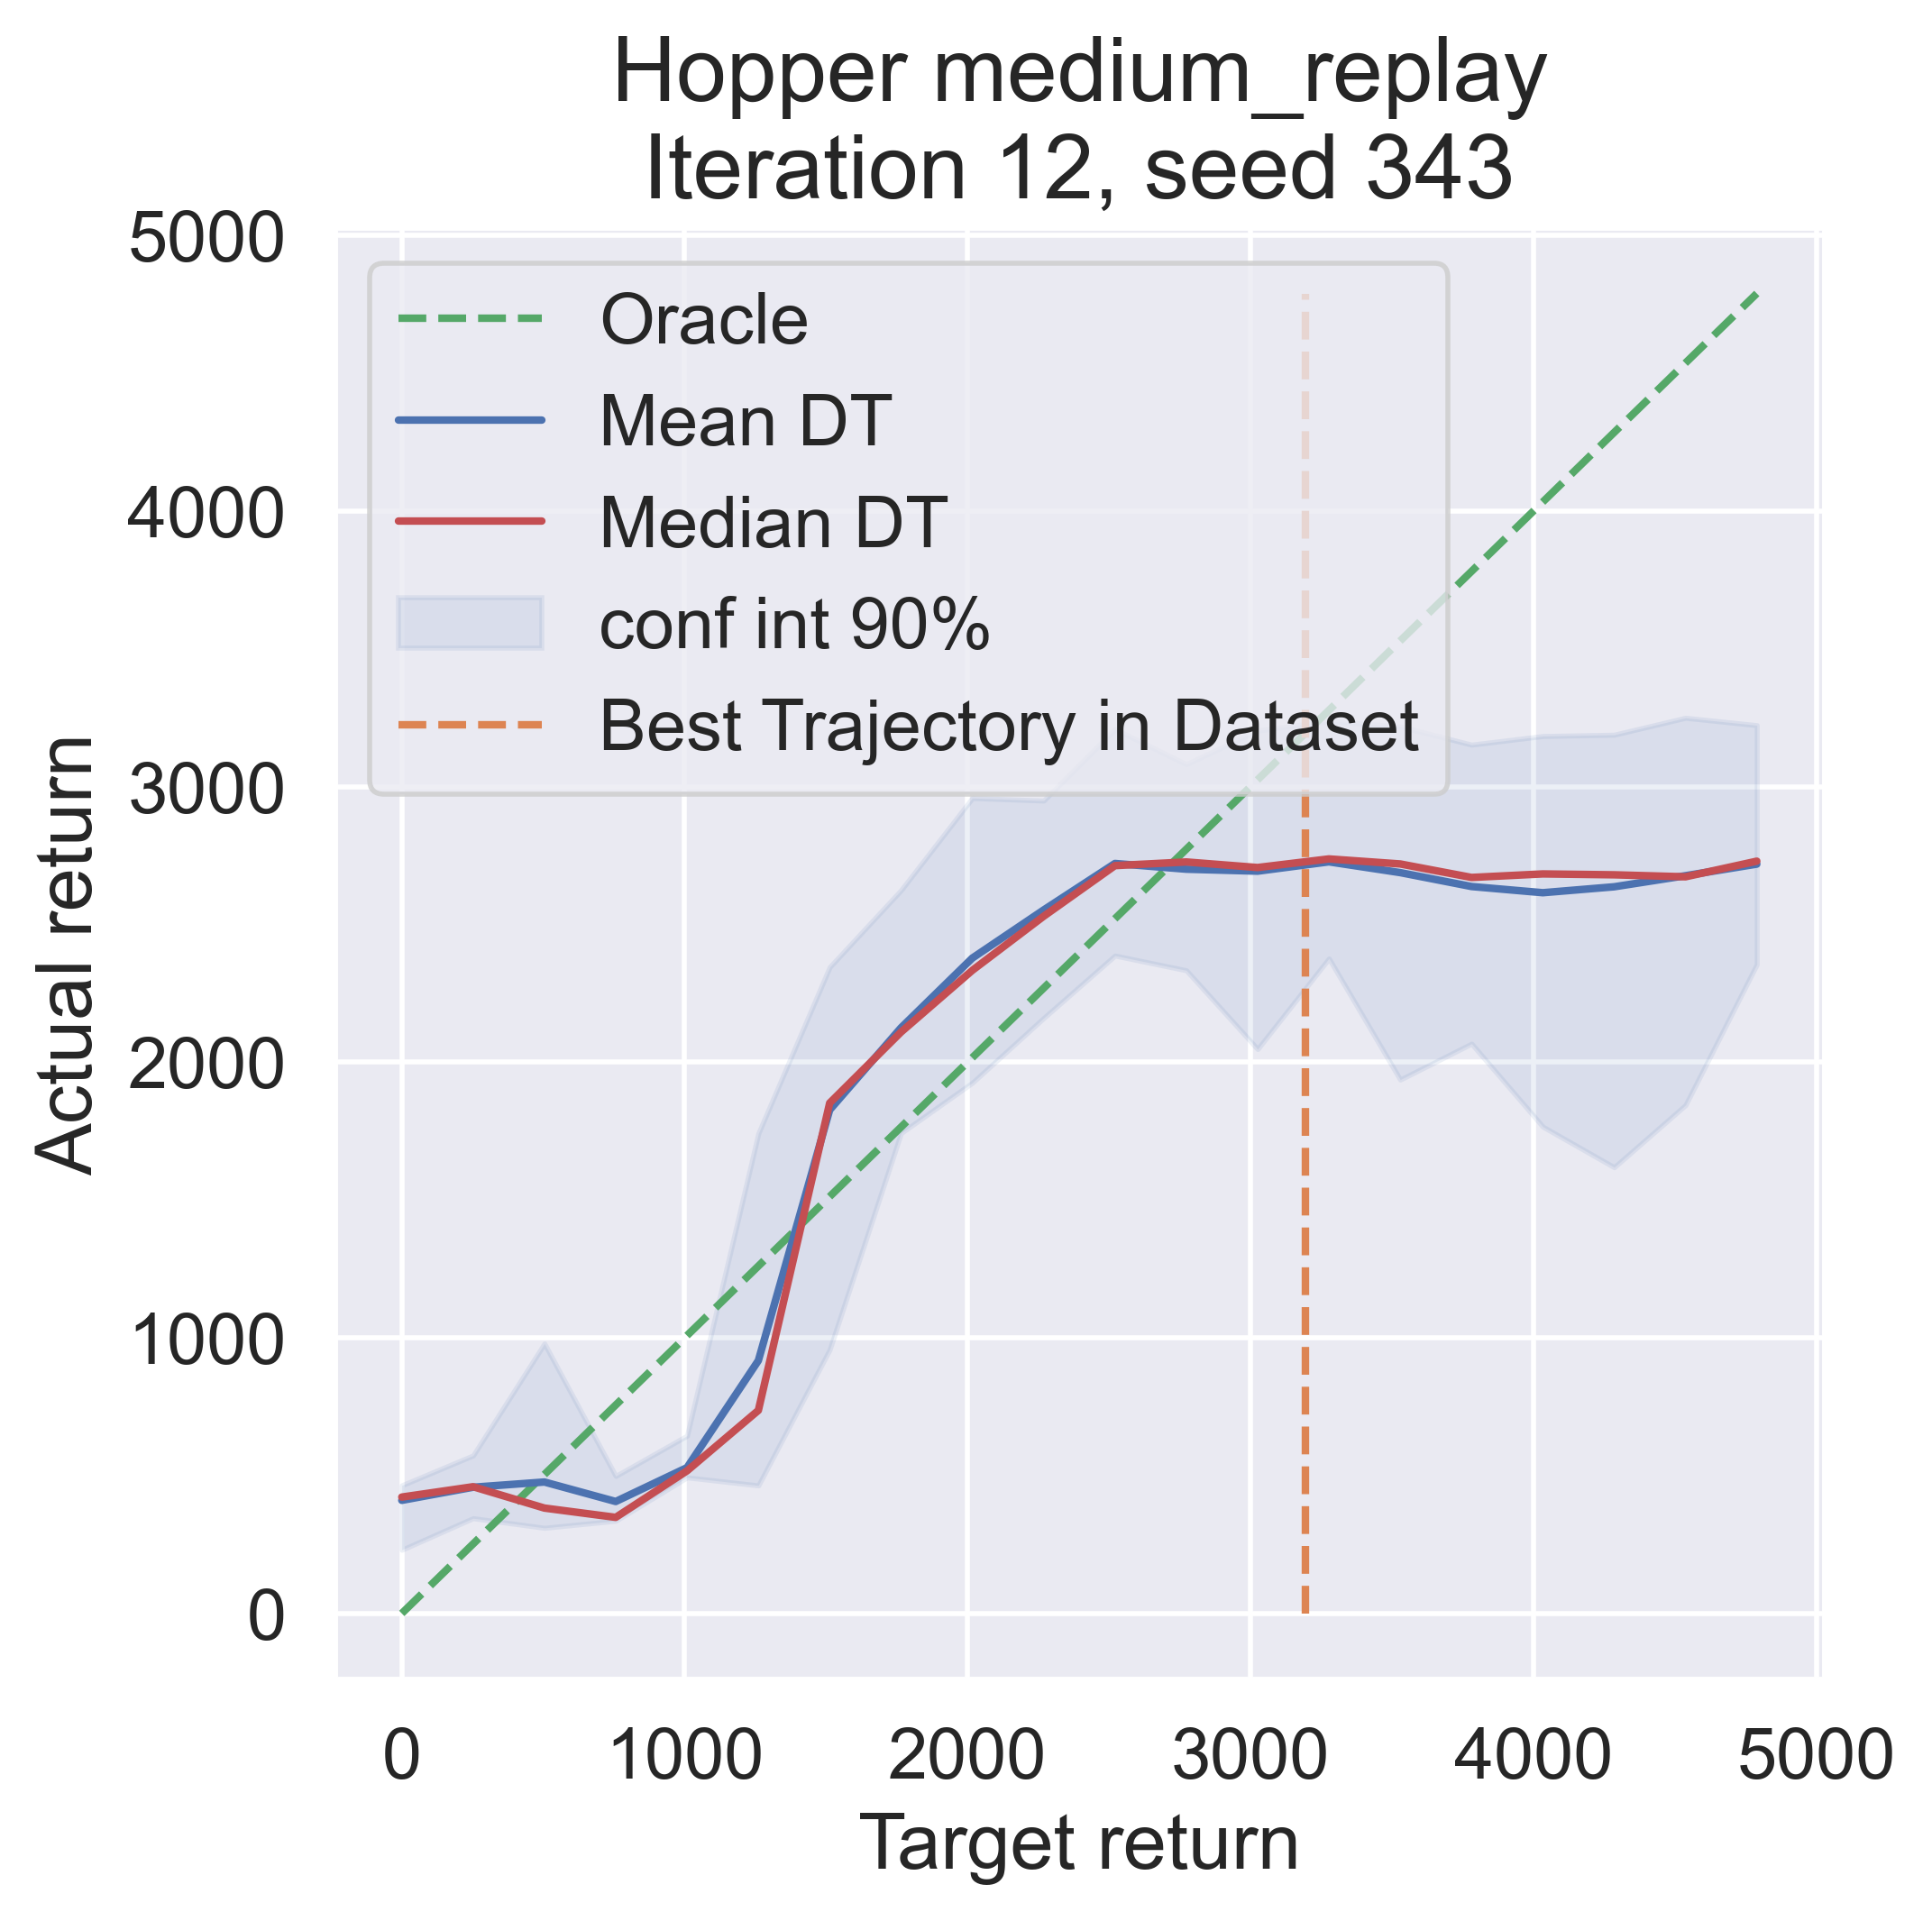 Hopper medium_replay
Iteration 12, seed 343
5000
4000
3000
2000
1000
0
Actual return
Oracle
Mean DT
Median DT
conf int 90%
Best Trajectory in Dataset
0 1000 2000 3000 4000 5000
Target return